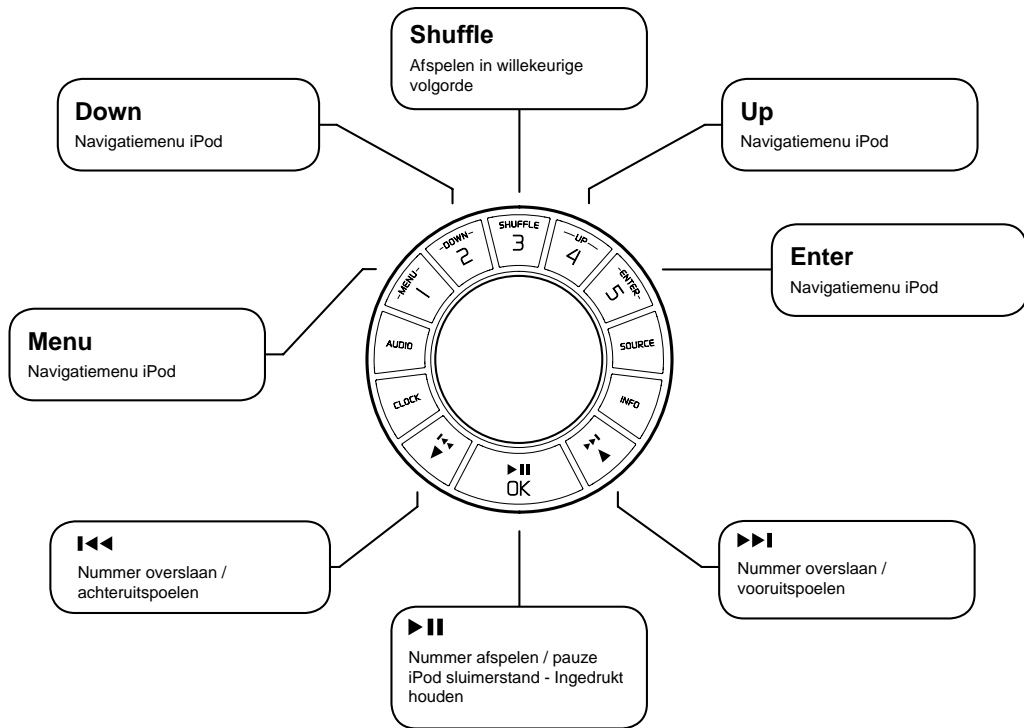 Shuffle
Afspelen in willekeurige
volgorde
Down
Navigatiemenu iPod
Up
Navigatiemenu iPod
Menu
Navigatiemenu iPod
Enter
Navigatiemenu iPod
-MENU-
1
-DOWN-
2
SHUFFLE
3
-UP-
4
-ENTER-
5
AUDIO
SOURCE
CLOCK
INFO
OK
Nummer overslaan /
achteruitspoelen
Nummer afspelen / pauze
iPod sluimerstand - Ingedrukt
houden
Nummer overslaan /
vooruitspoelen